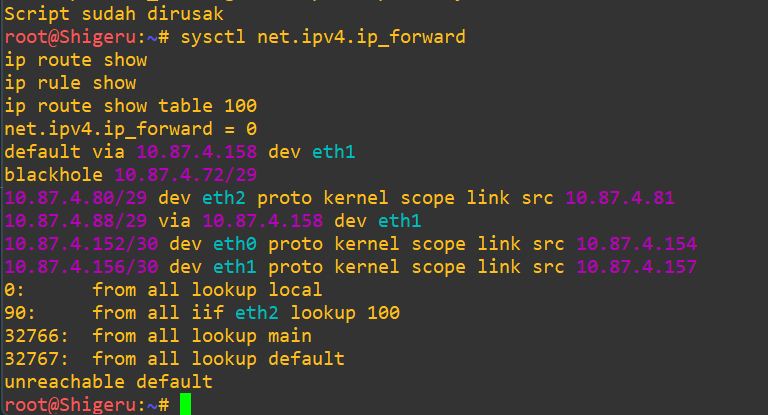 Script sudah dirusak
root@Shigeru:~# sysctl net.ipv4.ip_forward
ip route show
ip rule show
ip route show table 100
net.ipv4.ip_forward = 0
default via 10.87.4.158 dev eth1
blackhole 10.87.4.72/29
10.87.4.80/29 dev eth2 proto kernel scope link src 10.87.4.81
10.87.4.88/29 via 10.87.4.158 dev eth1
10.87.4.152/30 dev eth0 proto kernel scope link src 10.87.4.154
10.87.4.156/30 dev eth1 proto kernel scope link src 10.87.4.157
0:      from all lookup local
90:     from all iif eth2 lookup 100
32766:  from all lookup main
32767:  from all lookup default
unreachable default
root@Shigeru:~#